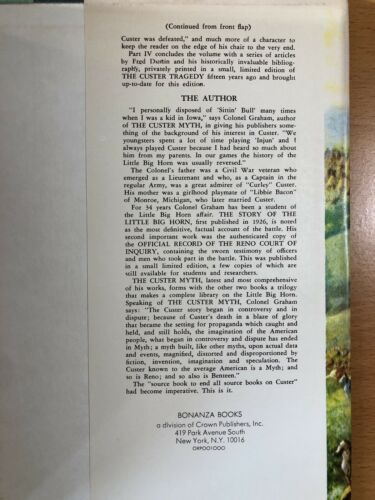 (Continued from front flap)
Custer was defeated," and much more of a character to
keep the reader on the edge of his chair to the very end.
Part IV concludes the volume with a series of articles
by Fred Dustin and his historically invaluable bibliog-
raphy, privately printed in a small, limited edition of
THE CUSTER TRAGEDY fifteen years ago and brought
up-to-date for this edition.
THE AUTHOR
"I personally disposed of 'Sittin' Bull' many times
when I was a kid in Iowa," says Colonel Graham, author
of THE CUSTER MYTH, in giving his publishers some-
thing of the background of his interest in Custer. "We
youngsters spent a lot of time playing 'Injun' and I
always played Custer because I had heard so much about
him from my parents. In our games the history of the
Little Big Horn was usually reversed."
The Colonel's father was a Civil War veteran who
emerged as a Lieutenant and who, as a Captain in the
regular Army, was a great admirer of "Curley" Custer.
His mother was a girlhood playmate of "Libbie Bacon"
of Monroe, Michigan, who later married Custer.
For 34 years Colonel Graham has been a student of
the Little Big Horn affair. THE STORY OF THE
LITTLE BIG HORN, first published in 1926, is noted
as the most definitive, factual account of the battle. His
second important work was the authenticated copy of
the OFFICIAL RECORD OF THE RENO COURT OF
INQUIRY, containing the sworn testimony of officers
and men who took part in the battle. This was published
in a small limited edition, a few copies of which are
still available for students and researchers.
THE CUSTER MYTH, latest and most comprehensive
of his works, forms with the other two books a trilogy
that makes a complete library on the Little Big Horn.
Speaking of THE CUSTER MYTH, Colonel Graham
says: "The Custer story began in controversy and in
dispute; because of Custer's death in a blaze of glory
that became the setting for propaganda which caught and
held, and still holds, the imagination of the American
people, what began in controversy and dispute has ended
in Myth; a myth built, like other myths, upon actual data
and events, magnified, distorted and disproportioned by
fiction, invention, imagination and speculation. The
Custer known to the average American is a Myth; and
so is Reno; and so also is Benteen."
The "source book to end all source books on Custer"
had become imperative. This is it.
BONANZA BOOKS
a division of Crown Publishers, Inc.
419 Park Avenue South
New York, N.Y. 10016
ORP001000